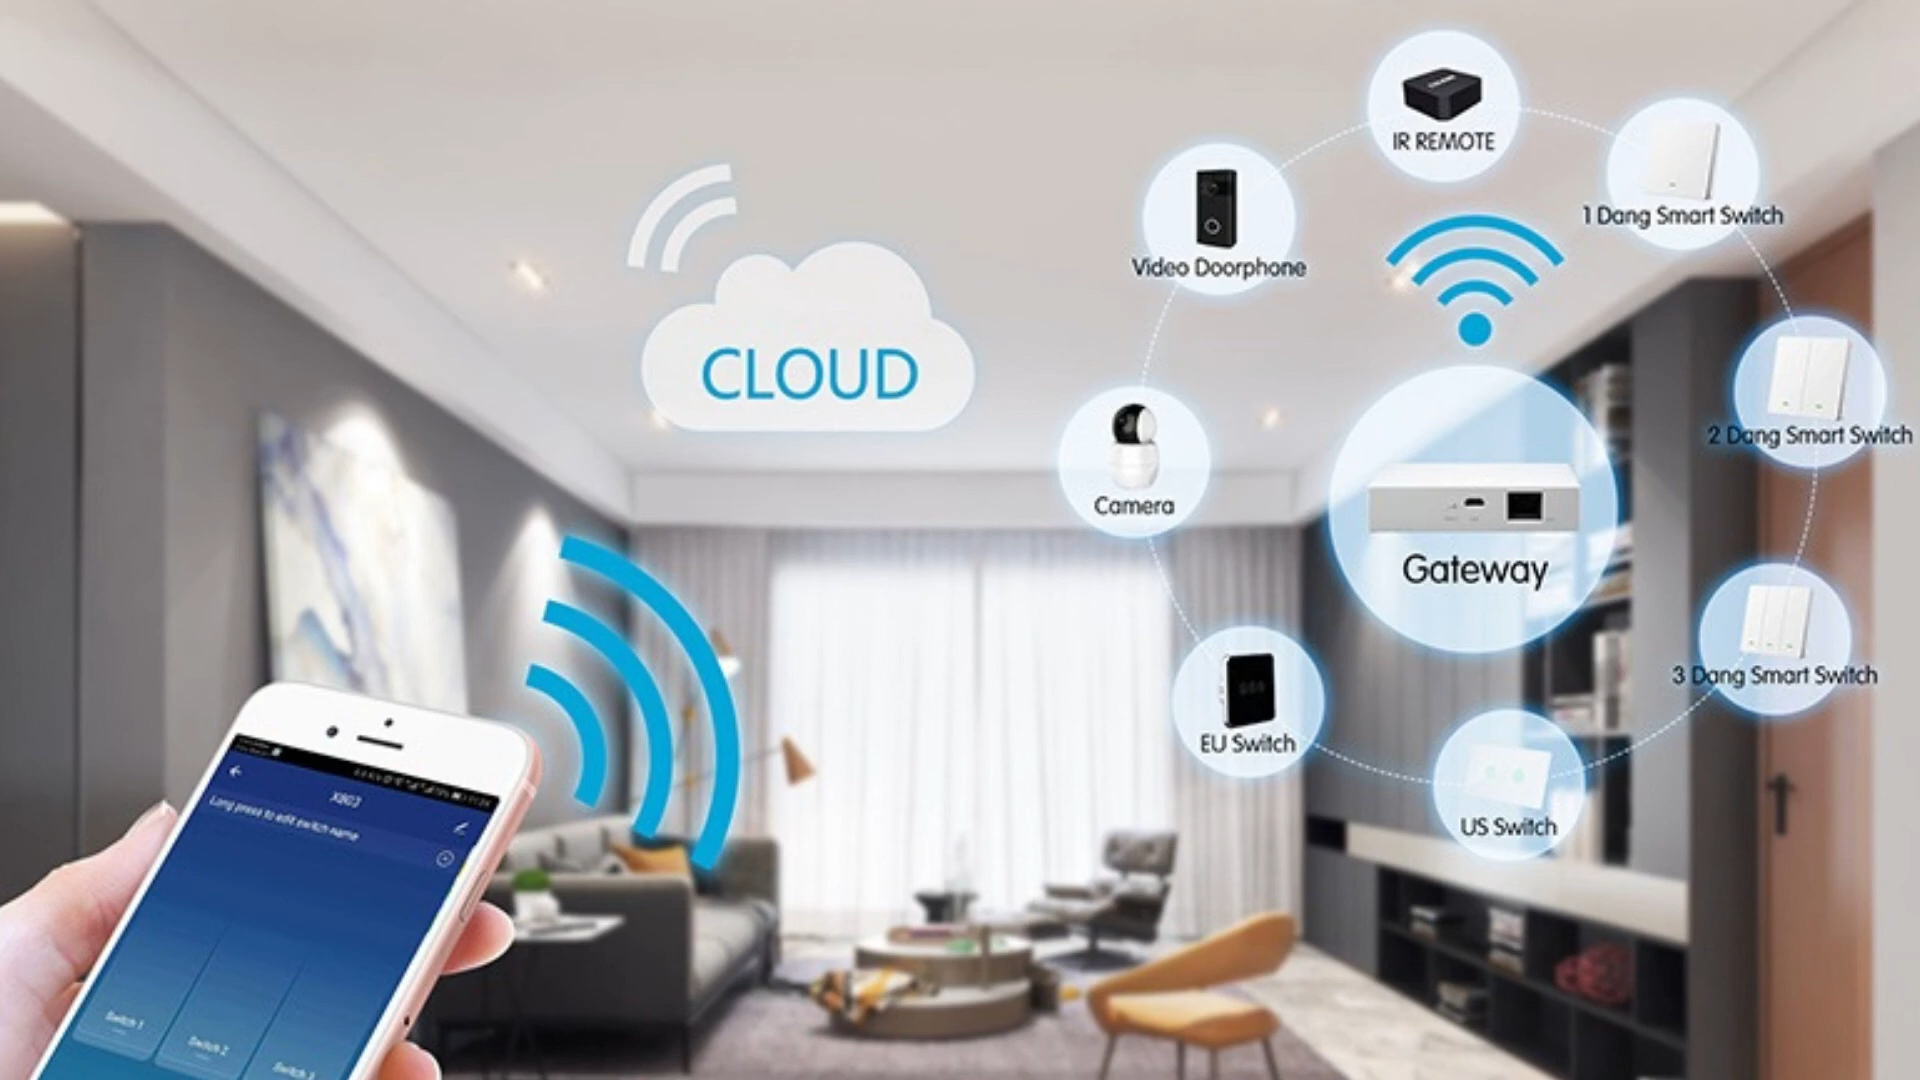 IR REMOTE
1 Dang Smart Switch
Video Doorphone
CLOUD
2 Dang Smart Switch
Camera
Gateway
3 Dang Smart Switch
EU Switch
US Switch
X803
Long press to edit switch name
Switch 1
Switch 2
Switch 3